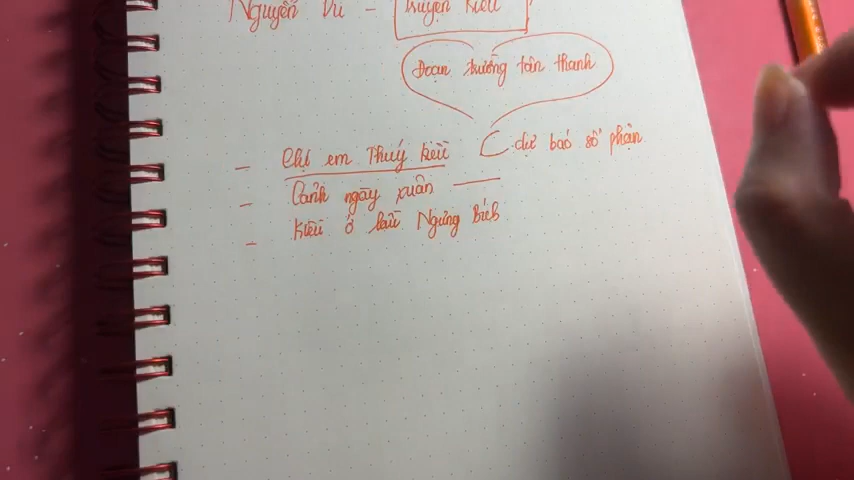 Nguyễn Du - Truyện Kiều
Đoạn trường tân thanh
- Chị em Thúy Kiều ( dự báo số phận
- Cảnh ngày xuân —
- Kiều ở lầu Ngưng Bích